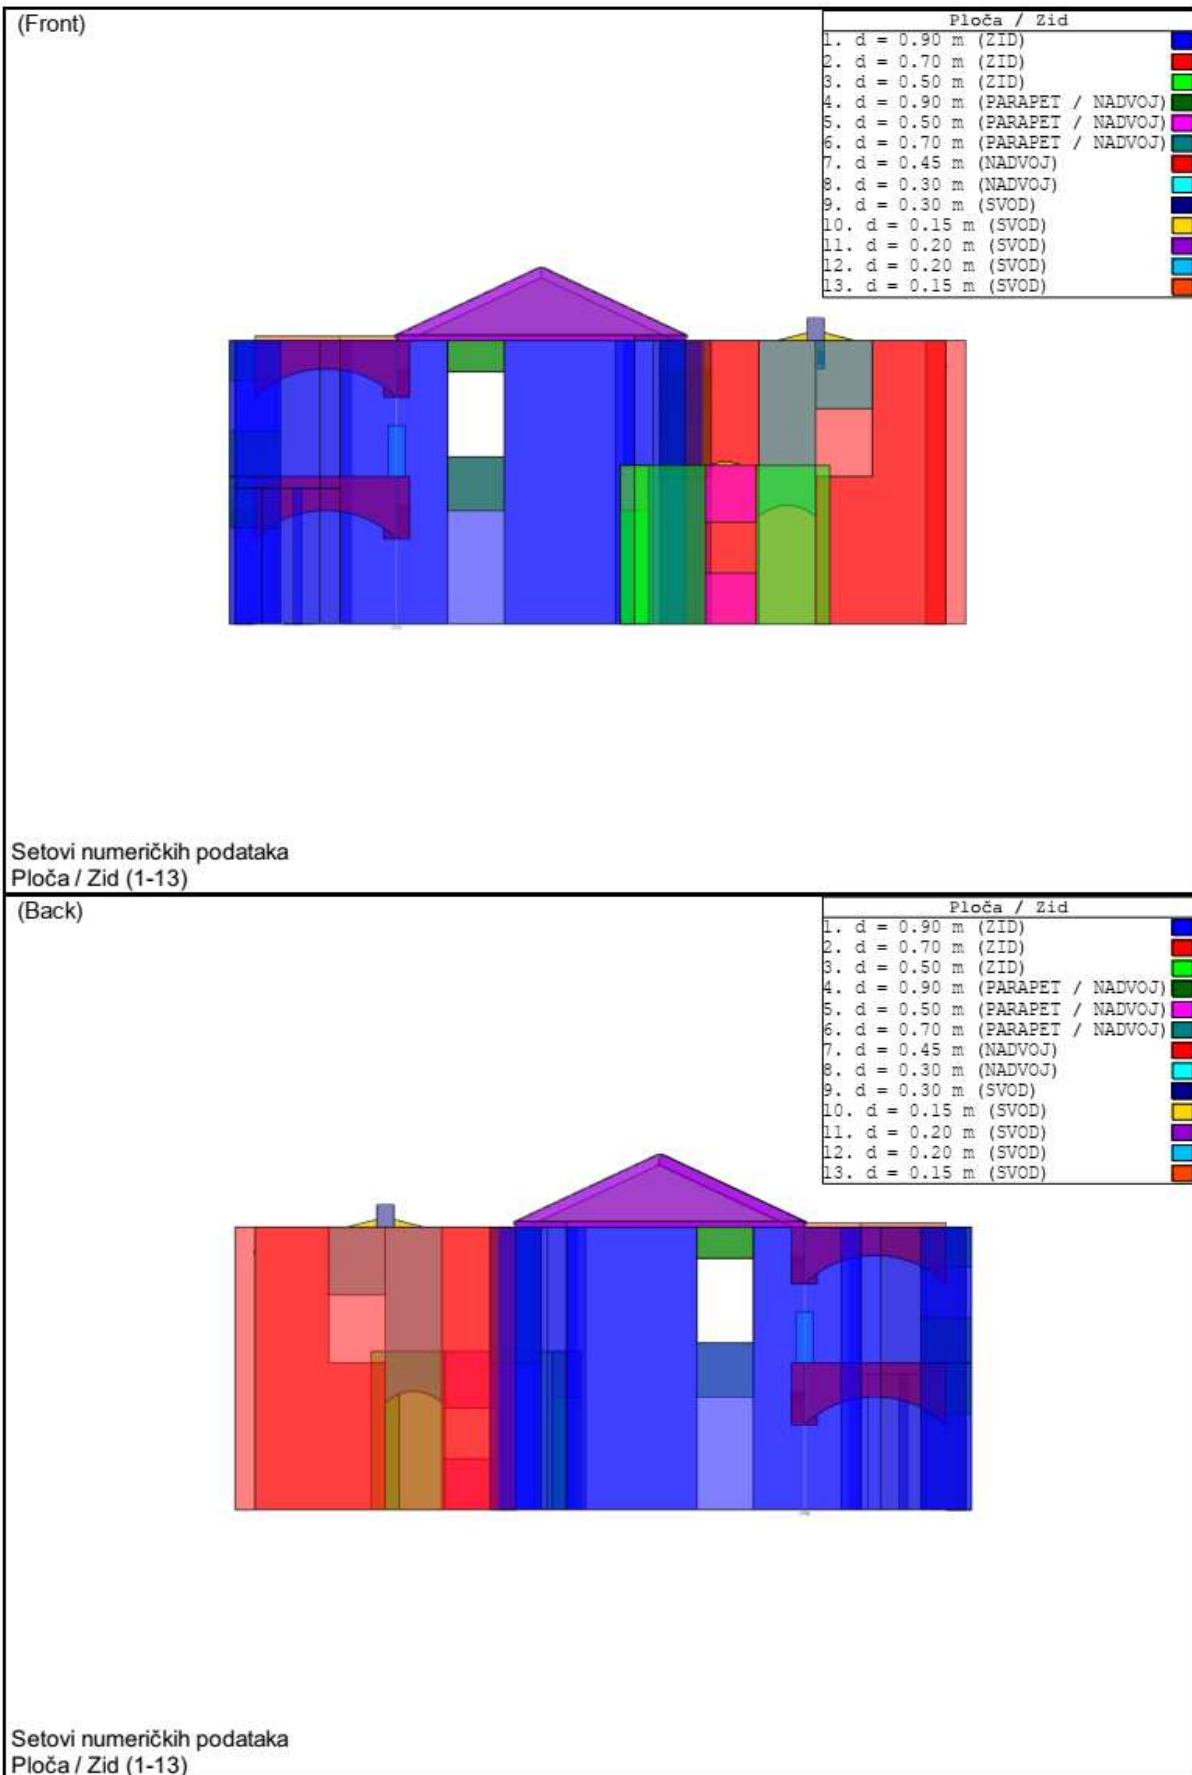 (Front)
Ploča / Zid
1. d = 0.90 m (ZID)
2. d = 0.70 m (ZID)
3. d = 0.50 m (ZID)
4. d = 0.90 m (PARAPET / NADVOJ)
5. d = 0.50 m (PARAPET / NADVOJ)
6. d = 0.70 m (PARAPET / NADVOJ)
7. d = 0.45 m (NADVOJ)
8. d = 0.30 m (NADVOJ)
9. d = 0.30 m (SVOD)
10. d = 0.15 m (SVOD)
11. d = 0.20 m (SVOD)
12. d = 0.20 m (SVOD)
13. d = 0.15 m (SVOD)
Setovi numeričkih podataka
Ploča / Zid (1-13)
(Back)
Ploča / Zid
1. d = 0.90 m (ZID)
2. d = 0.70 m (ZID)
3. d = 0.50 m (ZID)
4. d = 0.90 m (PARAPET / NADVOJ)
5. d = 0.50 m (PARAPET / NADVOJ)
6. d = 0.70 m (PARAPET / NADVOJ)
7. d = 0.45 m (NADVOJ)
8. d = 0.30 m (NADVOJ)
9. d = 0.30 m (SVOD)
10. d = 0.15 m (SVOD)
11. d = 0.20 m (SVOD)
12. d = 0.20 m (SVOD)
13. d = 0.15 m (SVOD)
Setovi numeričkih podataka
Ploča / Zid (1-13)